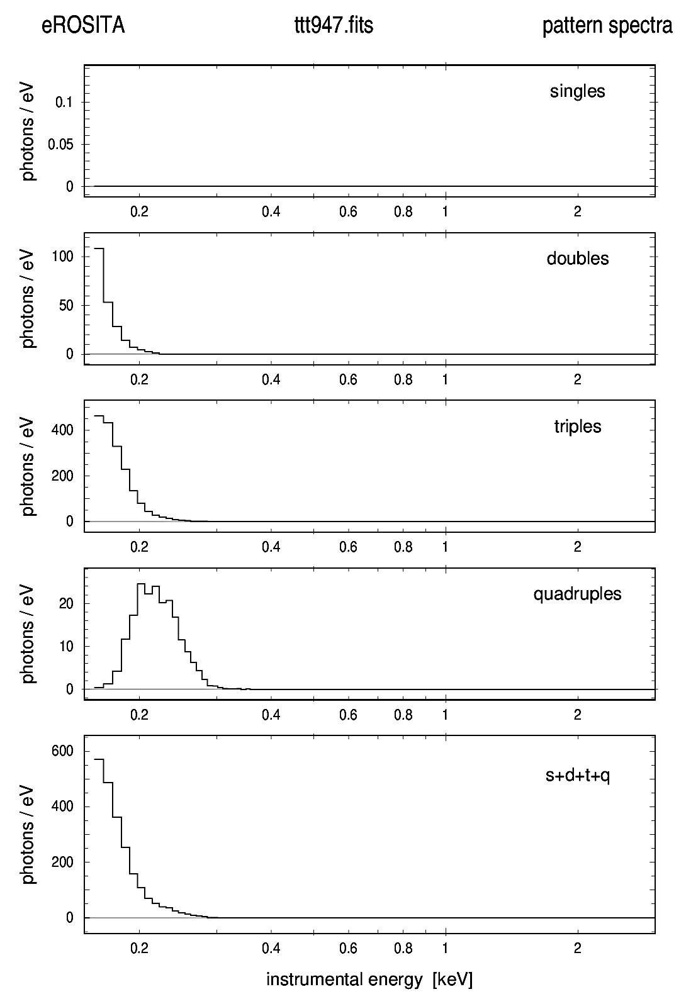 eROSITA ttt947.fits pattern spectra
singles
photons / eV
0.1
0.05
0
0.2 0.4 0.6 0.8 1 2
doubles
photons / eV
100
50
0
0.2 0.4 0.6 0.8 1 2
triples
photons / eV
400
200
0
0.2 0.4 0.6 0.8 1 2
quadruples
photons / eV
20
10
0
0.2 0.4 0.6 0.8 1 2
s+d+t+q
photons / eV
600
400
200
0
0.2 0.4 0.6 0.8 1 2
instrumental energy [keV]